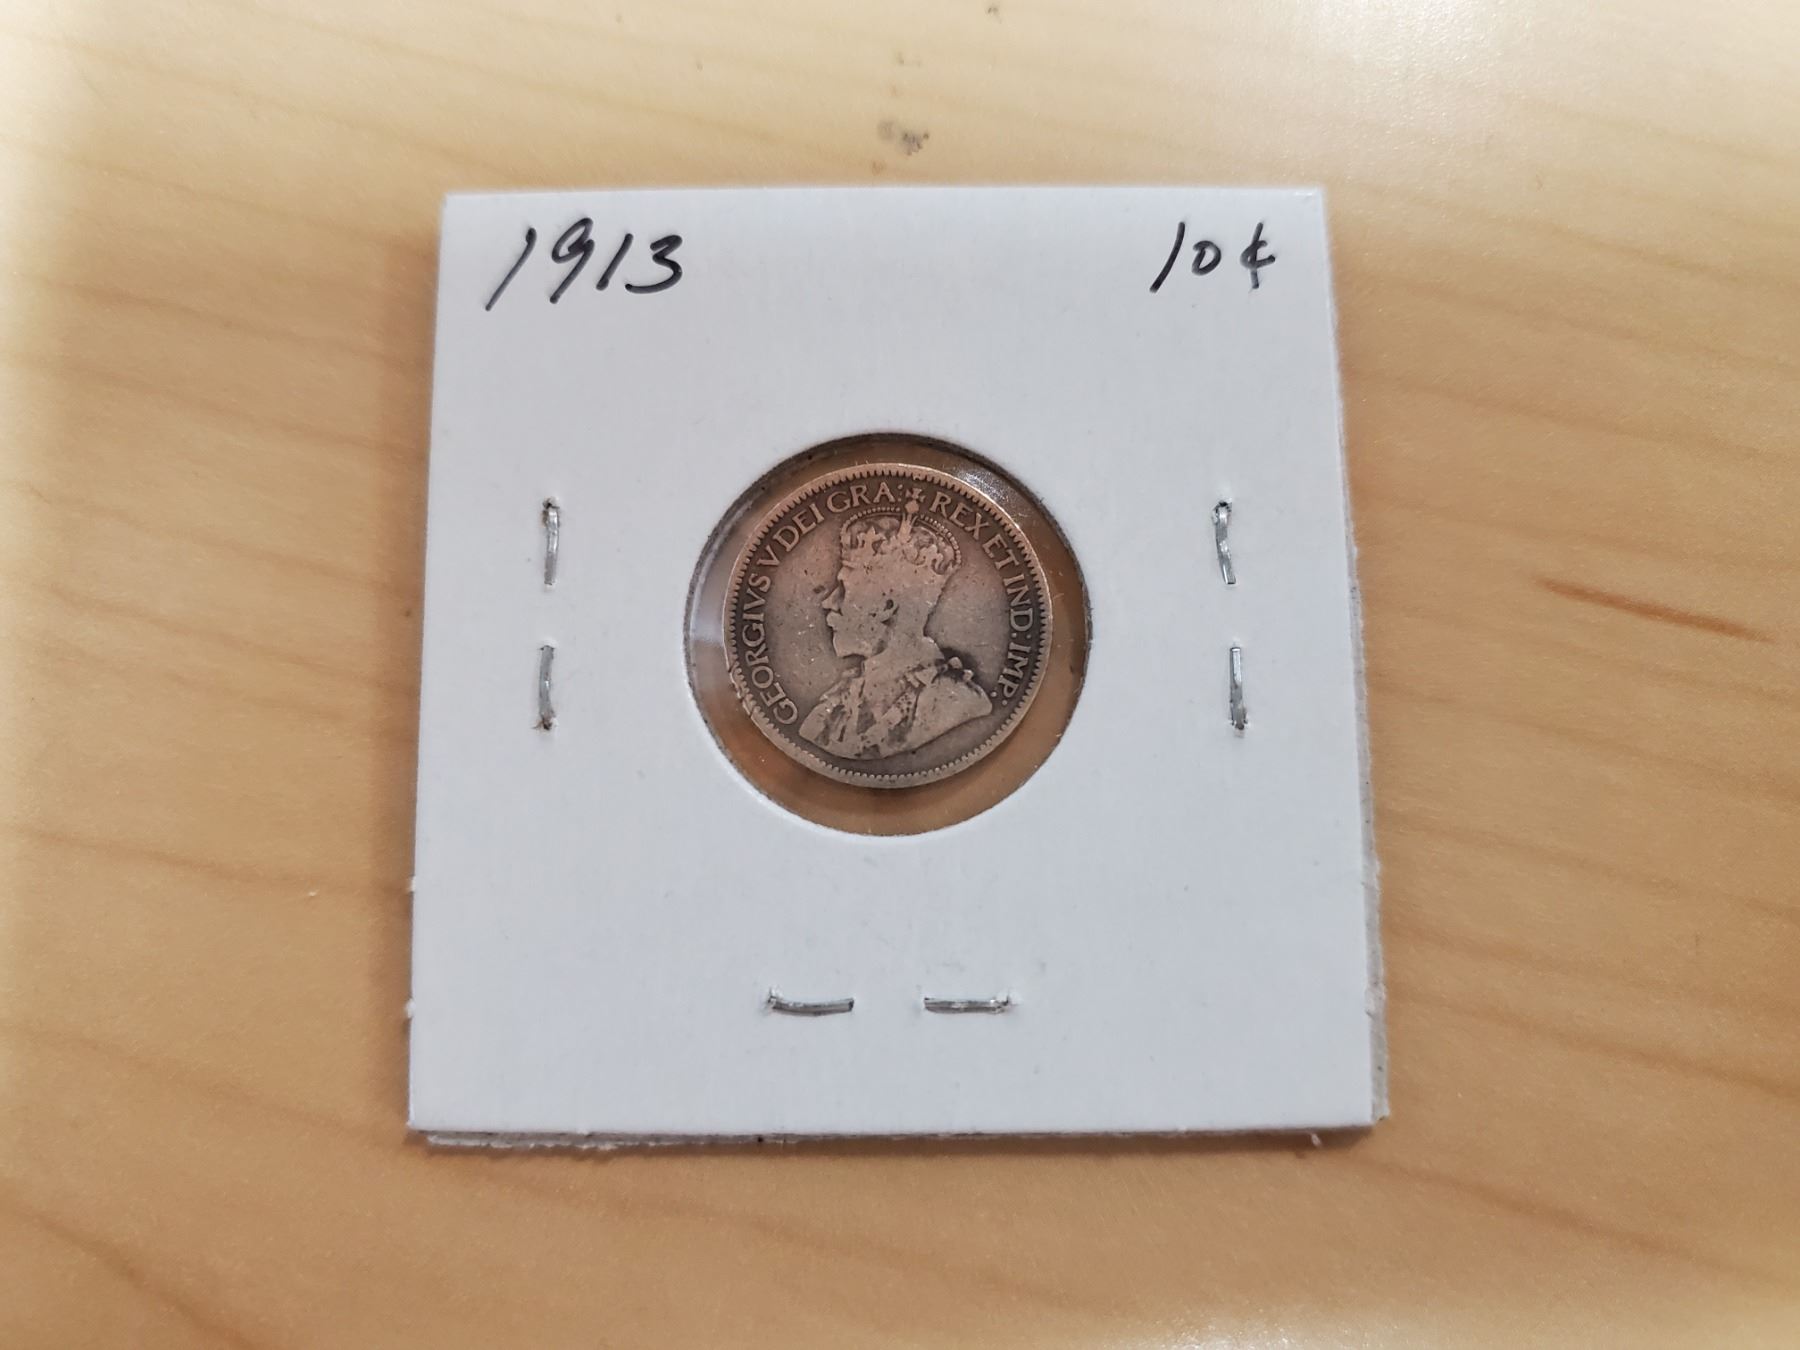 1913 10¢
GEORGIVS V DEI GRA: REX ET IND: IMP: